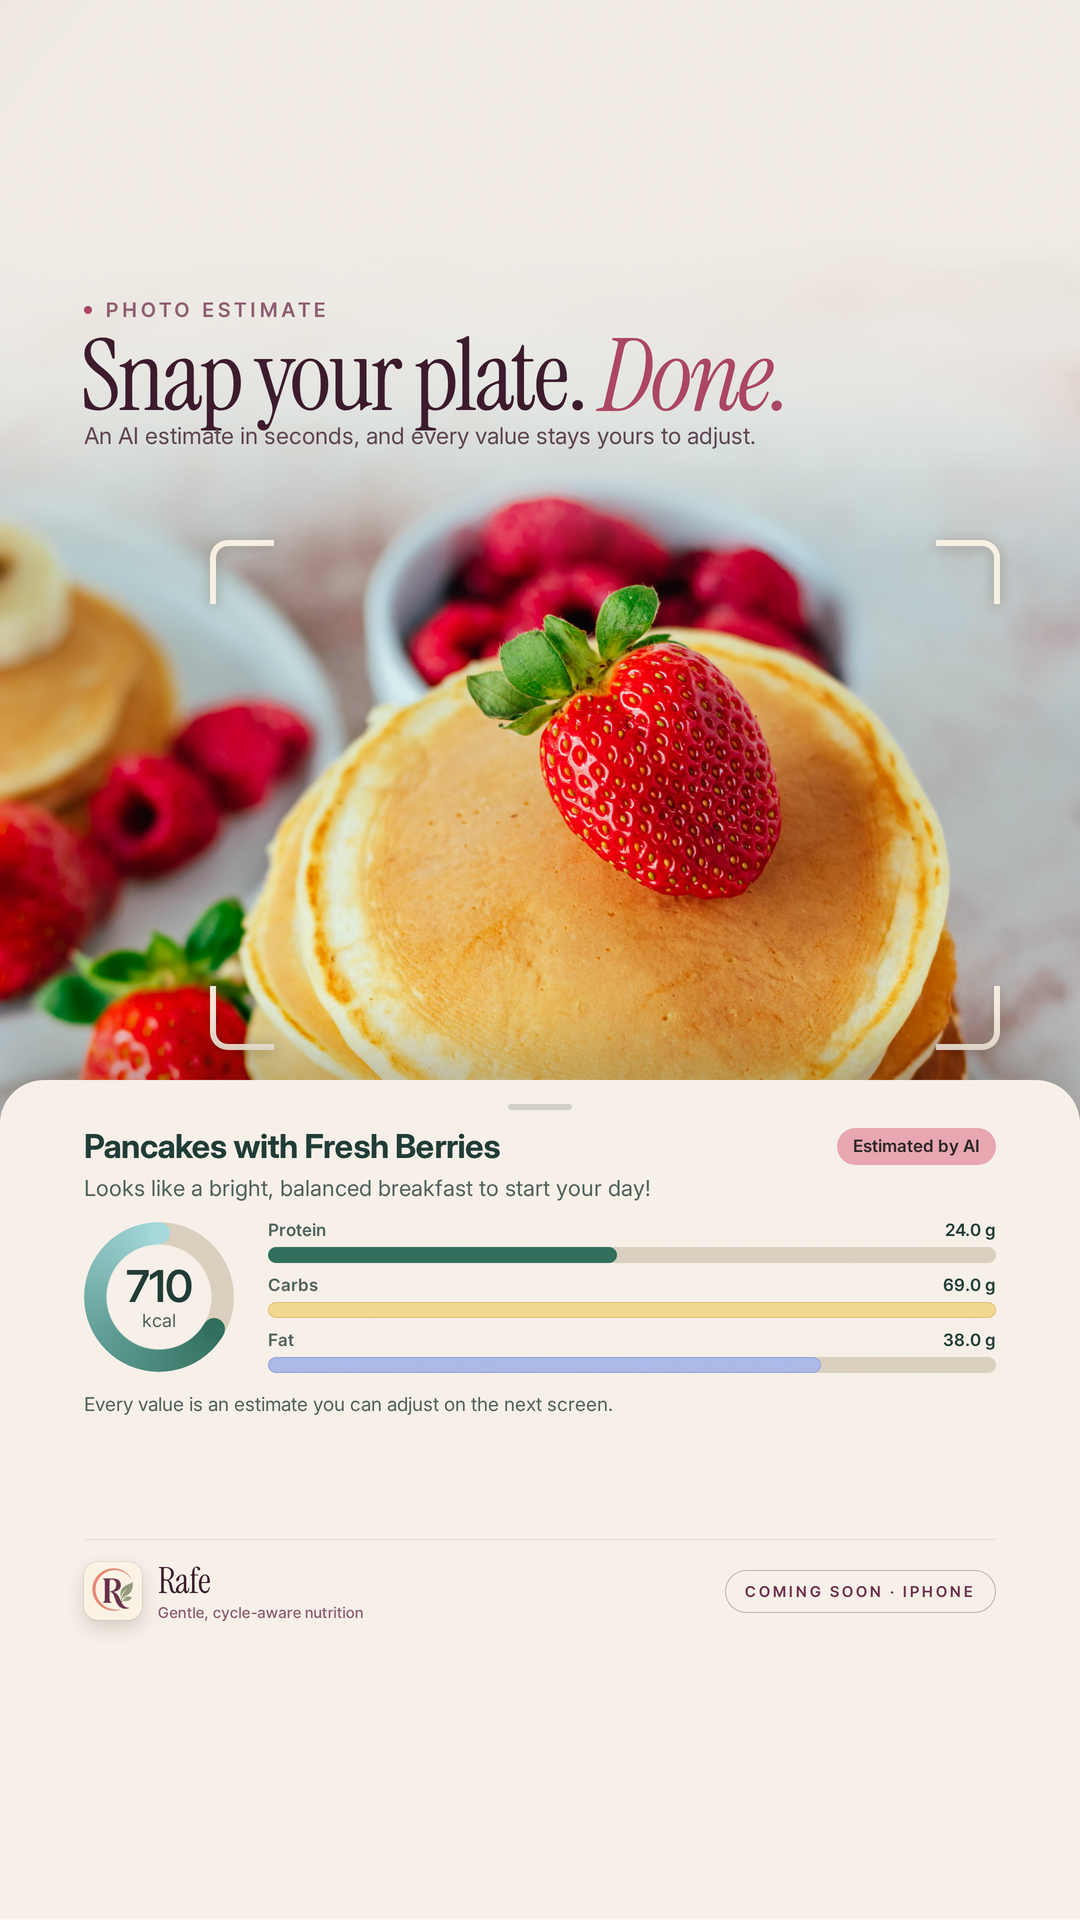 PHOTO ESTIMATE
Snap your plate. Done.
An AI estimate in seconds, and every value stays yours to adjust.
Pancakes with Fresh Berries
Estimated by AI
Looks like a bright, balanced breakfast to start your day!
710
kcal
Protein 24.0 g
Carbs 69.0 g
Fat 38.0 g
Every value is an estimate you can adjust on the next screen.
R
Rafe
Gentle, cycle-aware nutrition
COMING SOON · IPHONE